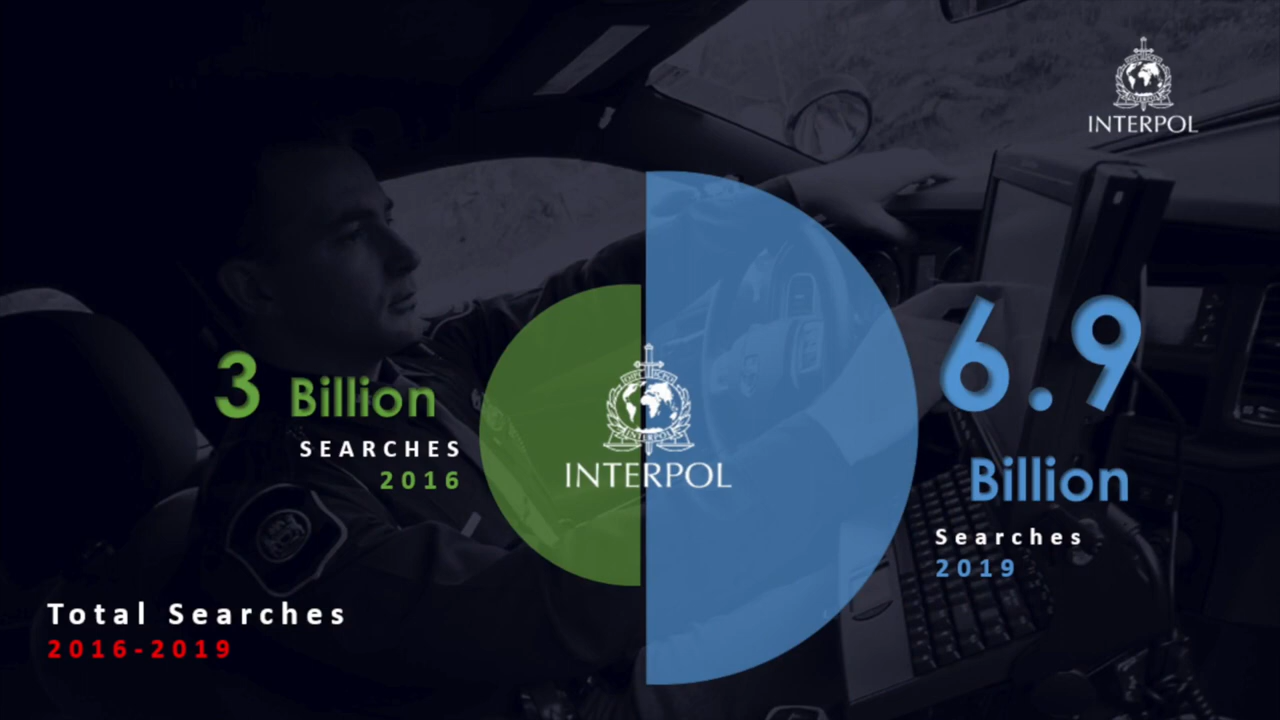 INTERPOL
3 Billion
SEARCHES
2016
INTERPOL
6.9
Billion
Searches
2019
Total Searches
2016-2019